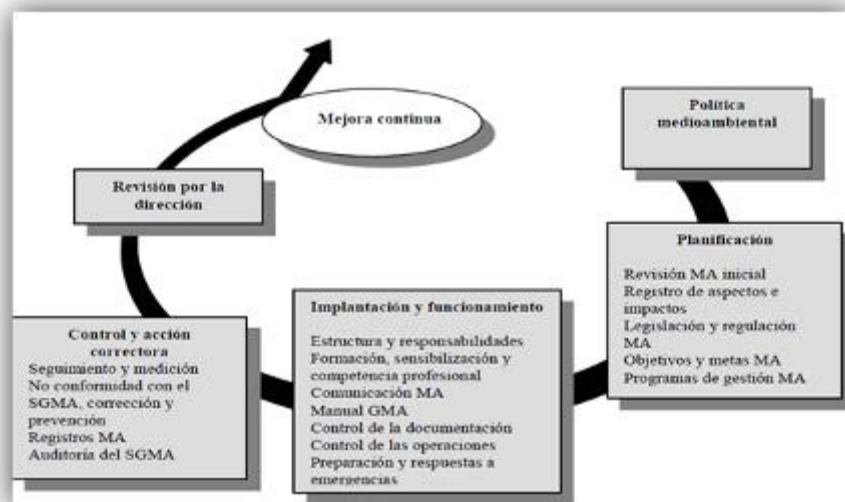 Mejora continua
Política
medioambiental
Revisión por la
dirección
Planificación
Revisión MA inicial
Registro de aspectos e
impactos
Legislación y regulación
MA
Objetivos y metas MA
Programas de gestión MA
Implantación y funcionamiento
Estructura y responsabilidades
Formación, sensibilización y
competencia profesional
Comunicación MA
Manual GMA
Control de la documentación
Control de las operaciones
Preparación y respuestas a
emergencias
Control y acción
correctora
Seguimiento y medición
No conformidad con el
SGMA, corrección y
prevención
Registros MA
Auditoría del SGMA